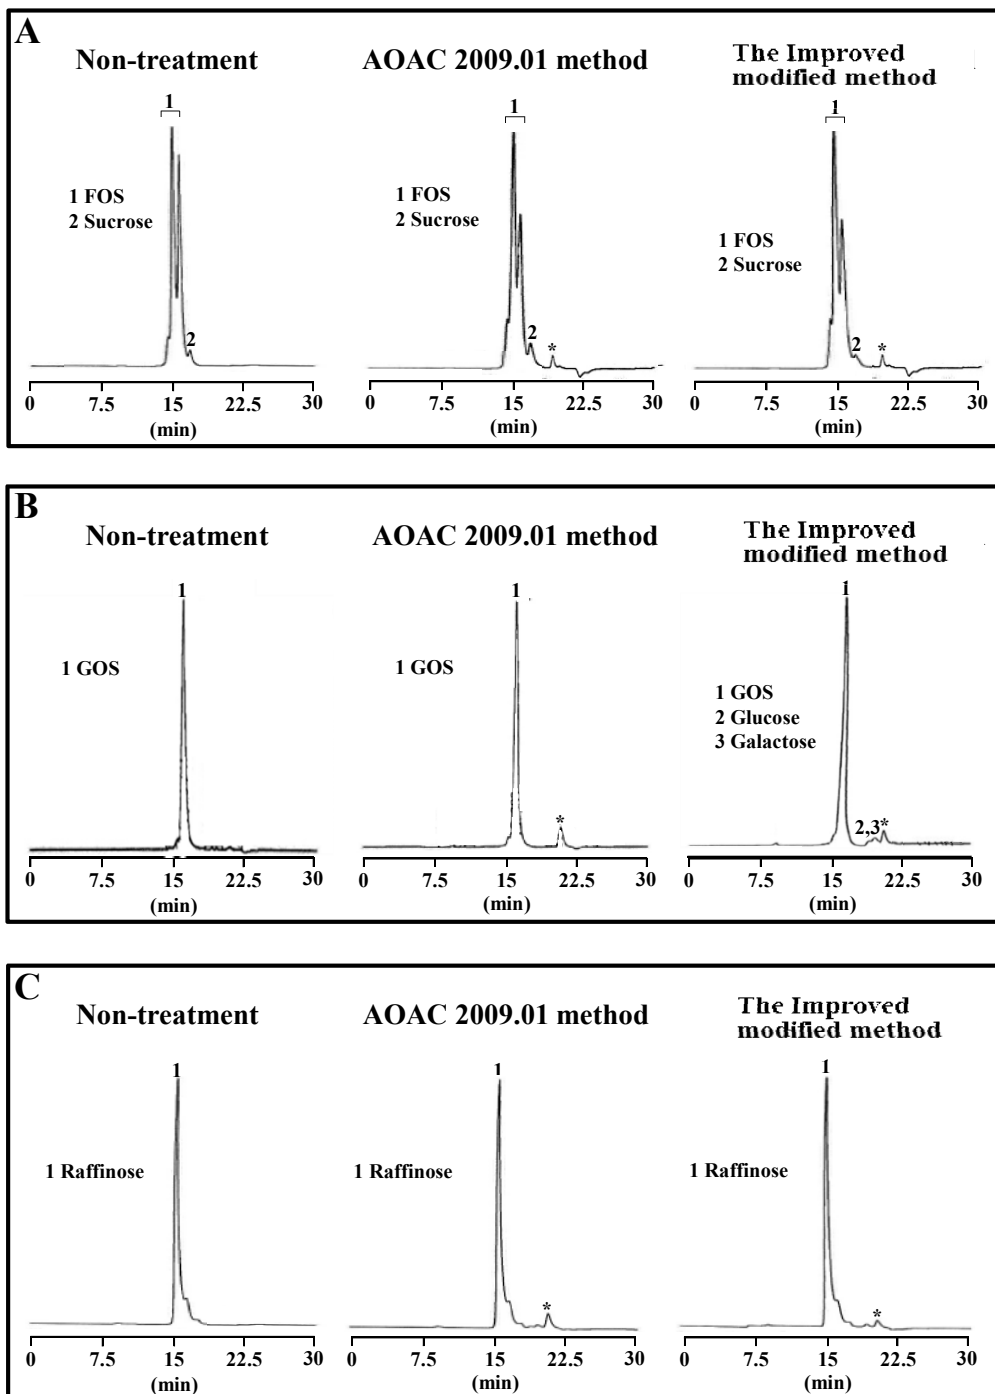 A
Non-treatment
AOAC 2009.01 method
The Improved
modified method
1
1
1
1 FOS
2 Sucrose
1 FOS
2 Sucrose
1 FOS
2 Sucrose
2
2
*
2
*
0 7.5 15 22.5 30
(min)
0 7.5 15 22.5 30
(min)
0 7.5 15 22.5 30
(min)
B
Non-treatment
AOAC 2009.01 method
The Improved
modified method
1
1
1
1 GOS
1 GOS
1 GOS
2 Glucose
3 Galactose
*
2,3*
0 7.5 15 22.5 30
(min)
0 7.5 15 22.5 30
(min)
0 7.5 15 22.5 30
(min)
C
Non-treatment
AOAC 2009.01 method
The Improved
modified method
1
1
1
1 Raffinose
1 Raffinose
1 Raffinose
*
*
0 7.5 15 22.5 30
(min)
0 7.5 15 22.5 30
(min)
0 7.5 15 22.5 30
(min)